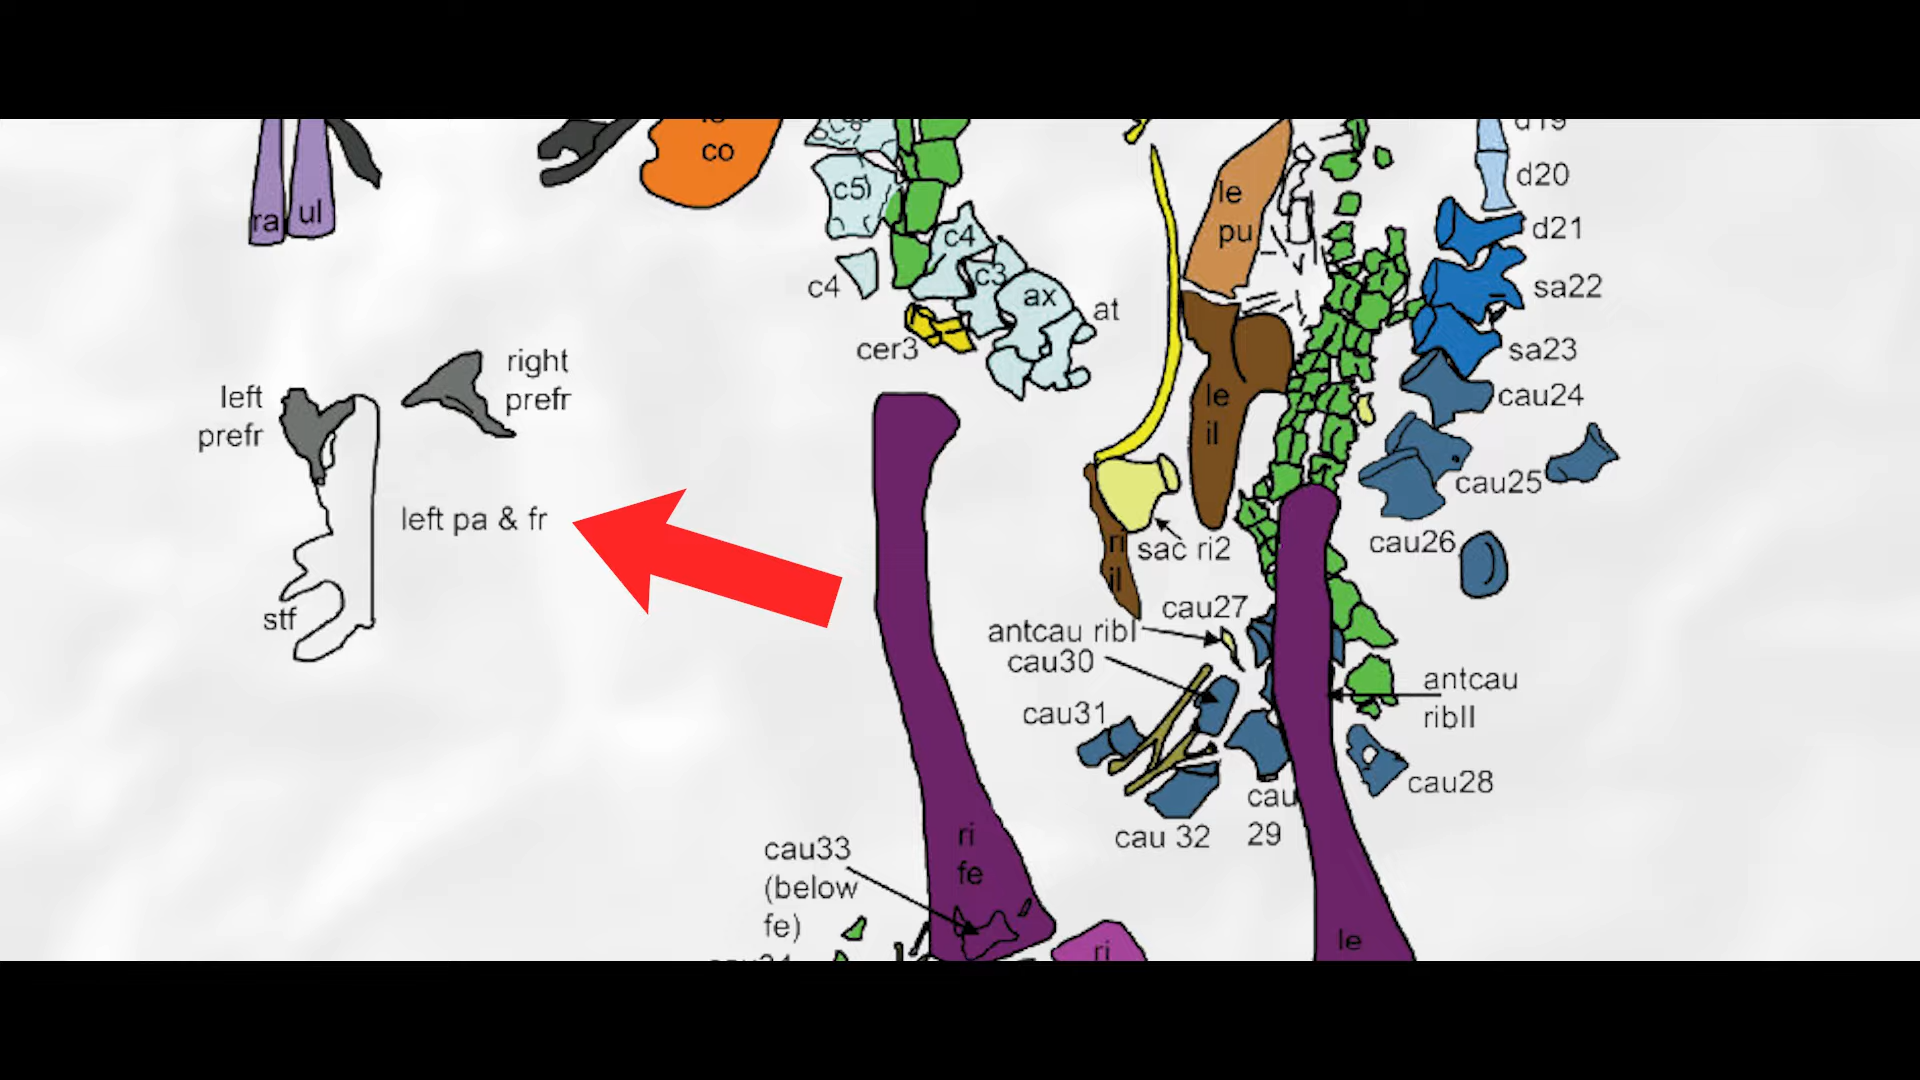 d19
co
c5
d20
le
pu
ra
ul
d21
c4
c4
c3
ax
at
sa22
cer3
sa23
right
prefr
left
prefr
le
il
cau24
cau25
left pa & fr
ri
il
sac ri2
cau26
stf
cau27
antcau ribI
cau30
antcau
ribII
cau31
cau28
cau
29
cau 32
ri
fe
cau33
(below
fe)
le
ri